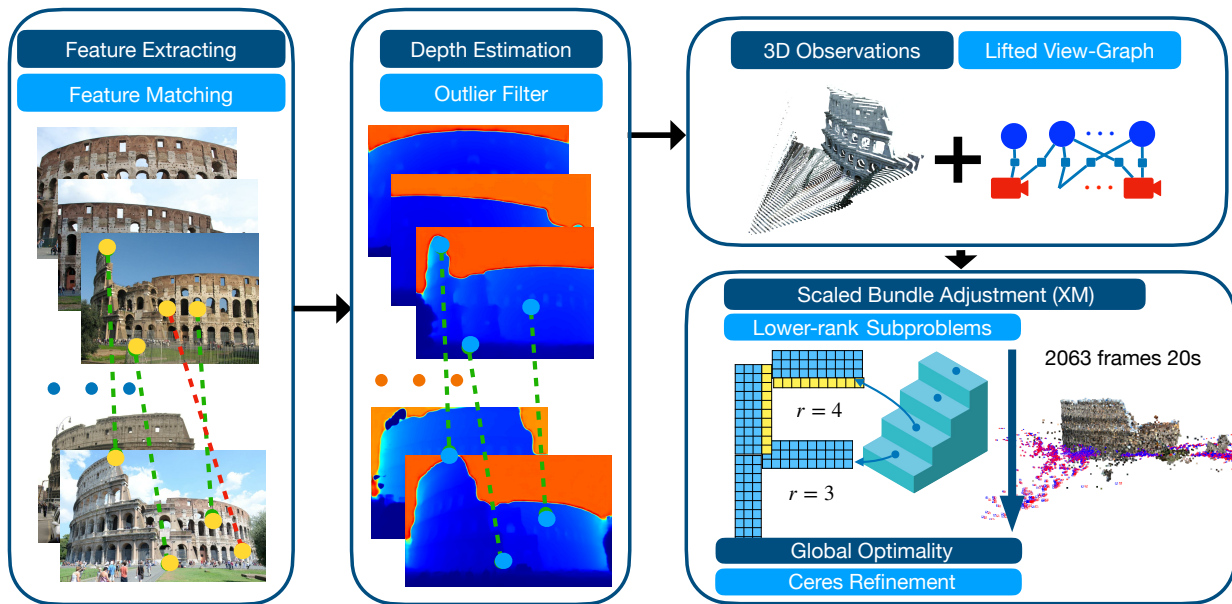 Feature Extracting
Feature Matching
Depth Estimation
Outlier Filter
3D Observations
Lifted View-Graph
Scaled Bundle Adjustment (XM)
Lower-rank Subproblems
2063 frames 20s
r = 4
r = 3
Global Optimality
Ceres Refinement